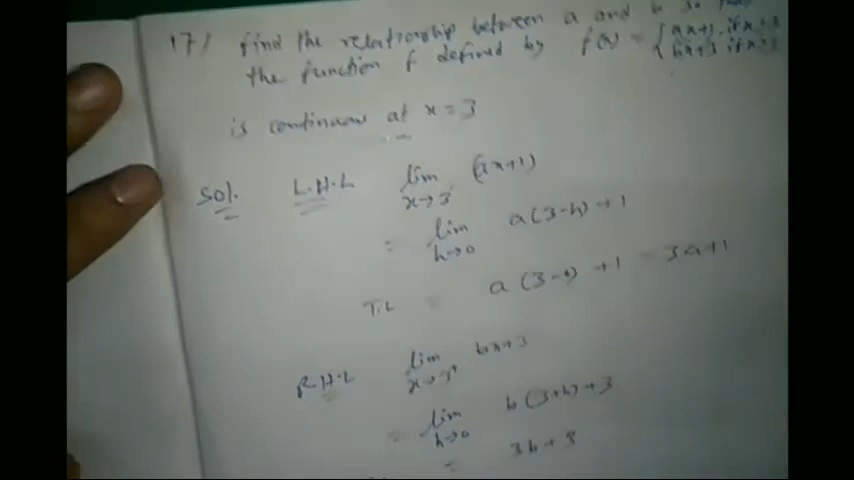 17/ find the relationship between a and b so that
the function f defined by f(x) = { ax+1, if x ≤ 3
bx+3 if x > 3
is continuous at x = 3
Sol. L.H.L lim x→3⁻ (ax+1)
= lim h→0 a(3-h)+1
= a(3-0)+1 = 3a+1
R.H.L lim x→3⁺ bx+3
= lim h→0 b(3+h)+3
= 3b+3